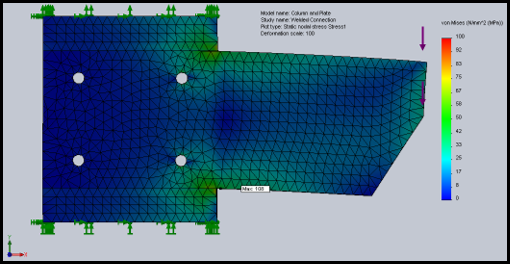 Model name: Column and Plate
Study name: Welded Connection
Plot type: Static nodal stress Stress1
Deformation scale: 100
von Mises (N/mm^2 (MPa))
100
92
83
75
67
58
50
42
33
25
17
8
0
Max: 108
Y
X